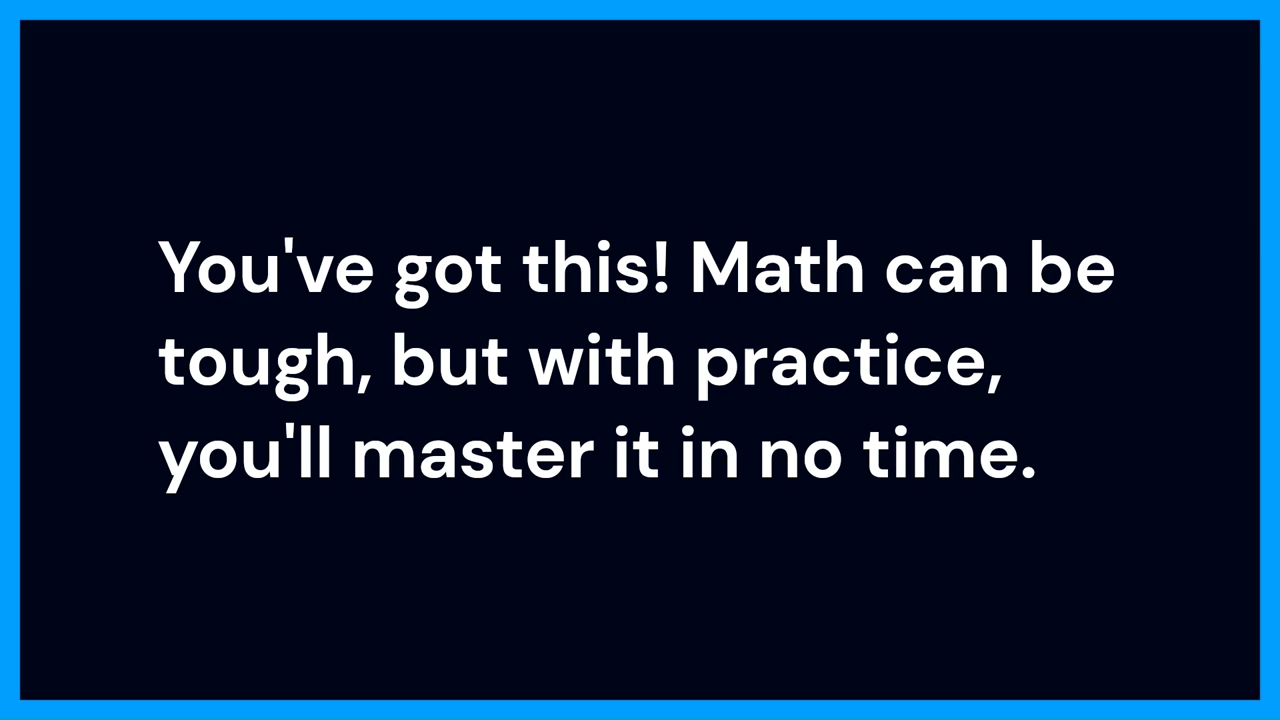 You've got this! Math can be
tough, but with practice,
you'll master it in no time.